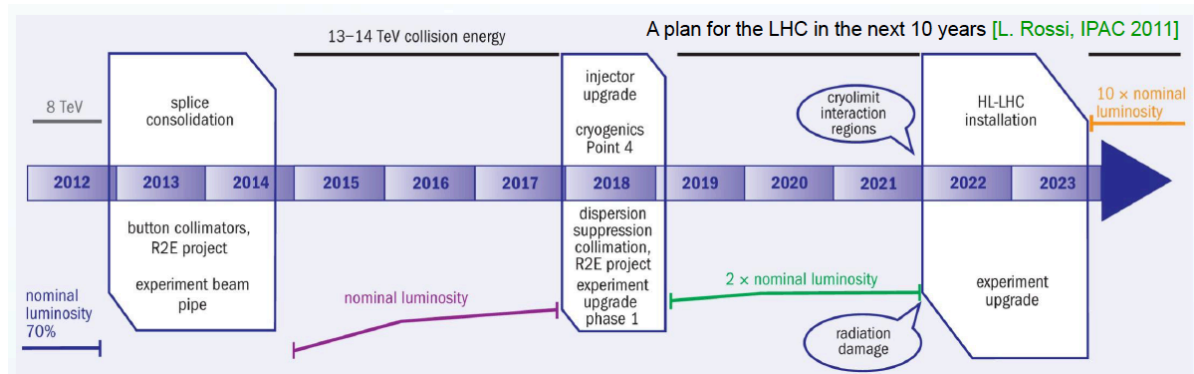 A plan for the LHC in the next 10 years [L. Rossi, IPAC 2011]
13–14 TeV collision energy
8 TeV
splice
consolidation
injector
upgrade
cryogenics
Point 4
cryolimit
interaction
regions
HL-LHC
installation
10 × nominal
luminosity
2012 2013 2014 2015 2016 2017 2018 2019 2020 2021 2022 2023
button collimators,
R2E project
experiment beam
pipe
nominal
luminosity
70%
nominal luminosity
dispersion
suppression
collimation,
R2E project
experiment
upgrade
phase 1
2 × nominal luminosity
radiation
damage
experiment
upgrade